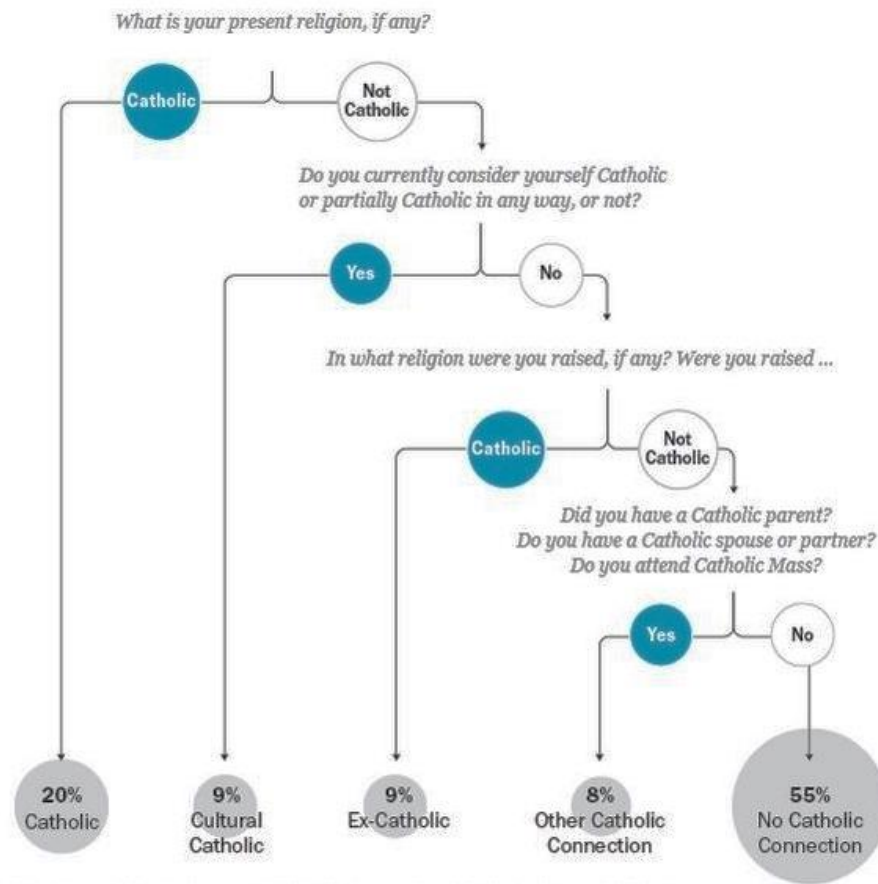 What is your present religion, if any?
Catholic
Not
Catholic
Do you currently consider yourself Catholic
or partially Catholic in any way, or not?
Yes
No
In what religion were you raised, if any? Were you raised ...
Catholic
Not
Catholic
Did you have a Catholic parent?
Do you have a Catholic spouse or partner?
Do you attend Catholic Mass?
Yes
No
20%
Catholic
9%
Cultural
Catholic
9%
Ex-Catholic
8%
Other Catholic
Connection
55%
No Catholic
Connection